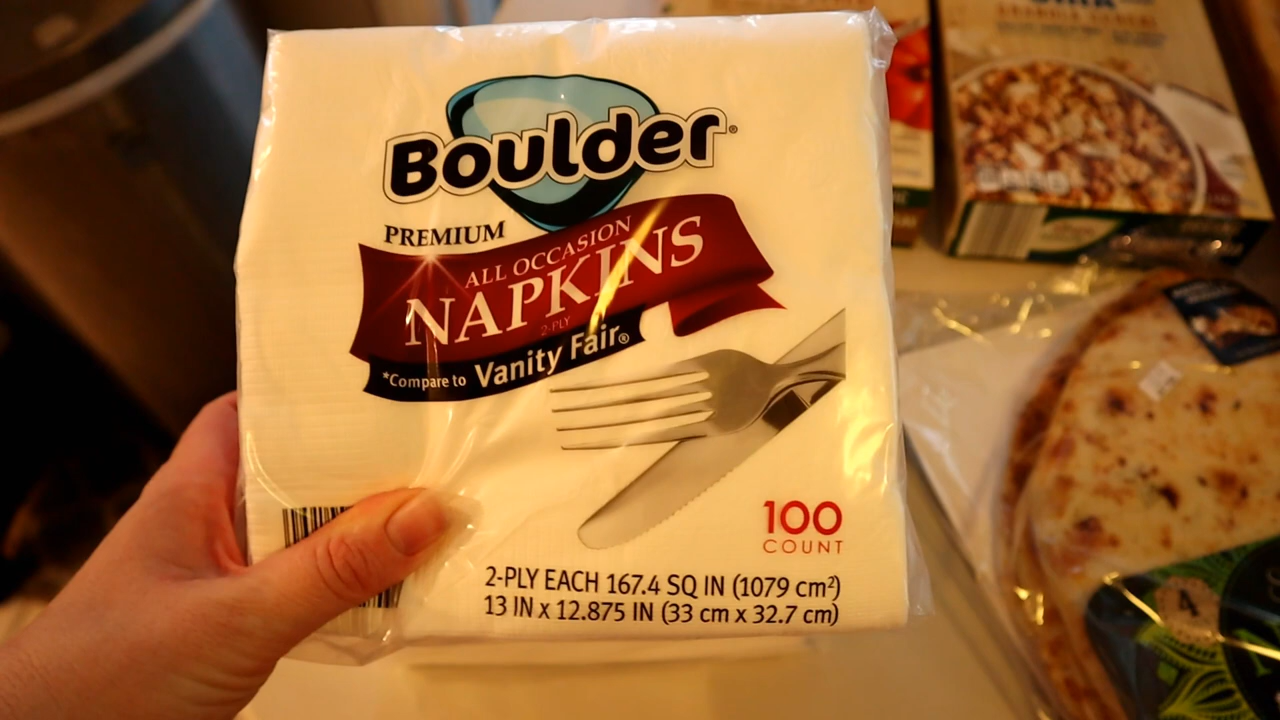 Boulder®
PREMIUM
ALL OCCASION
NAPKINS
2-PLY
*Compare to Vanity Fair®
100
COUNT
2-PLY EACH 167.4 SQ IN (1079 cm²)
13 IN x 12.875 IN (33 cm x 32.7 cm)
4